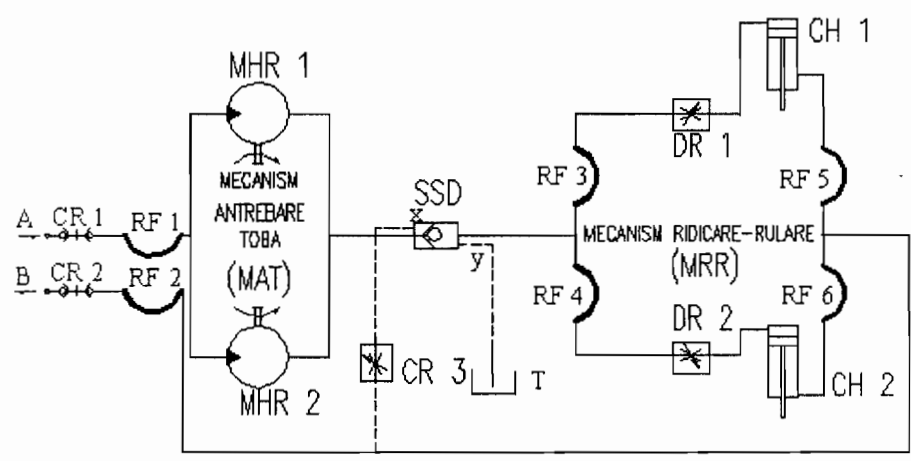 MHR 1
MECANISM
ANTREBARE
TOBA
(MAT)
MHR 2
A CR 1 RF 1
B CR 2 RF 2
SSD
x
y
CR 3
T
RF 3
RF 4
DR 1
DR 2
CH 1
RF 5
MECANISM RIDICARE-RULARE
(MRR)
RF 6
CH 2